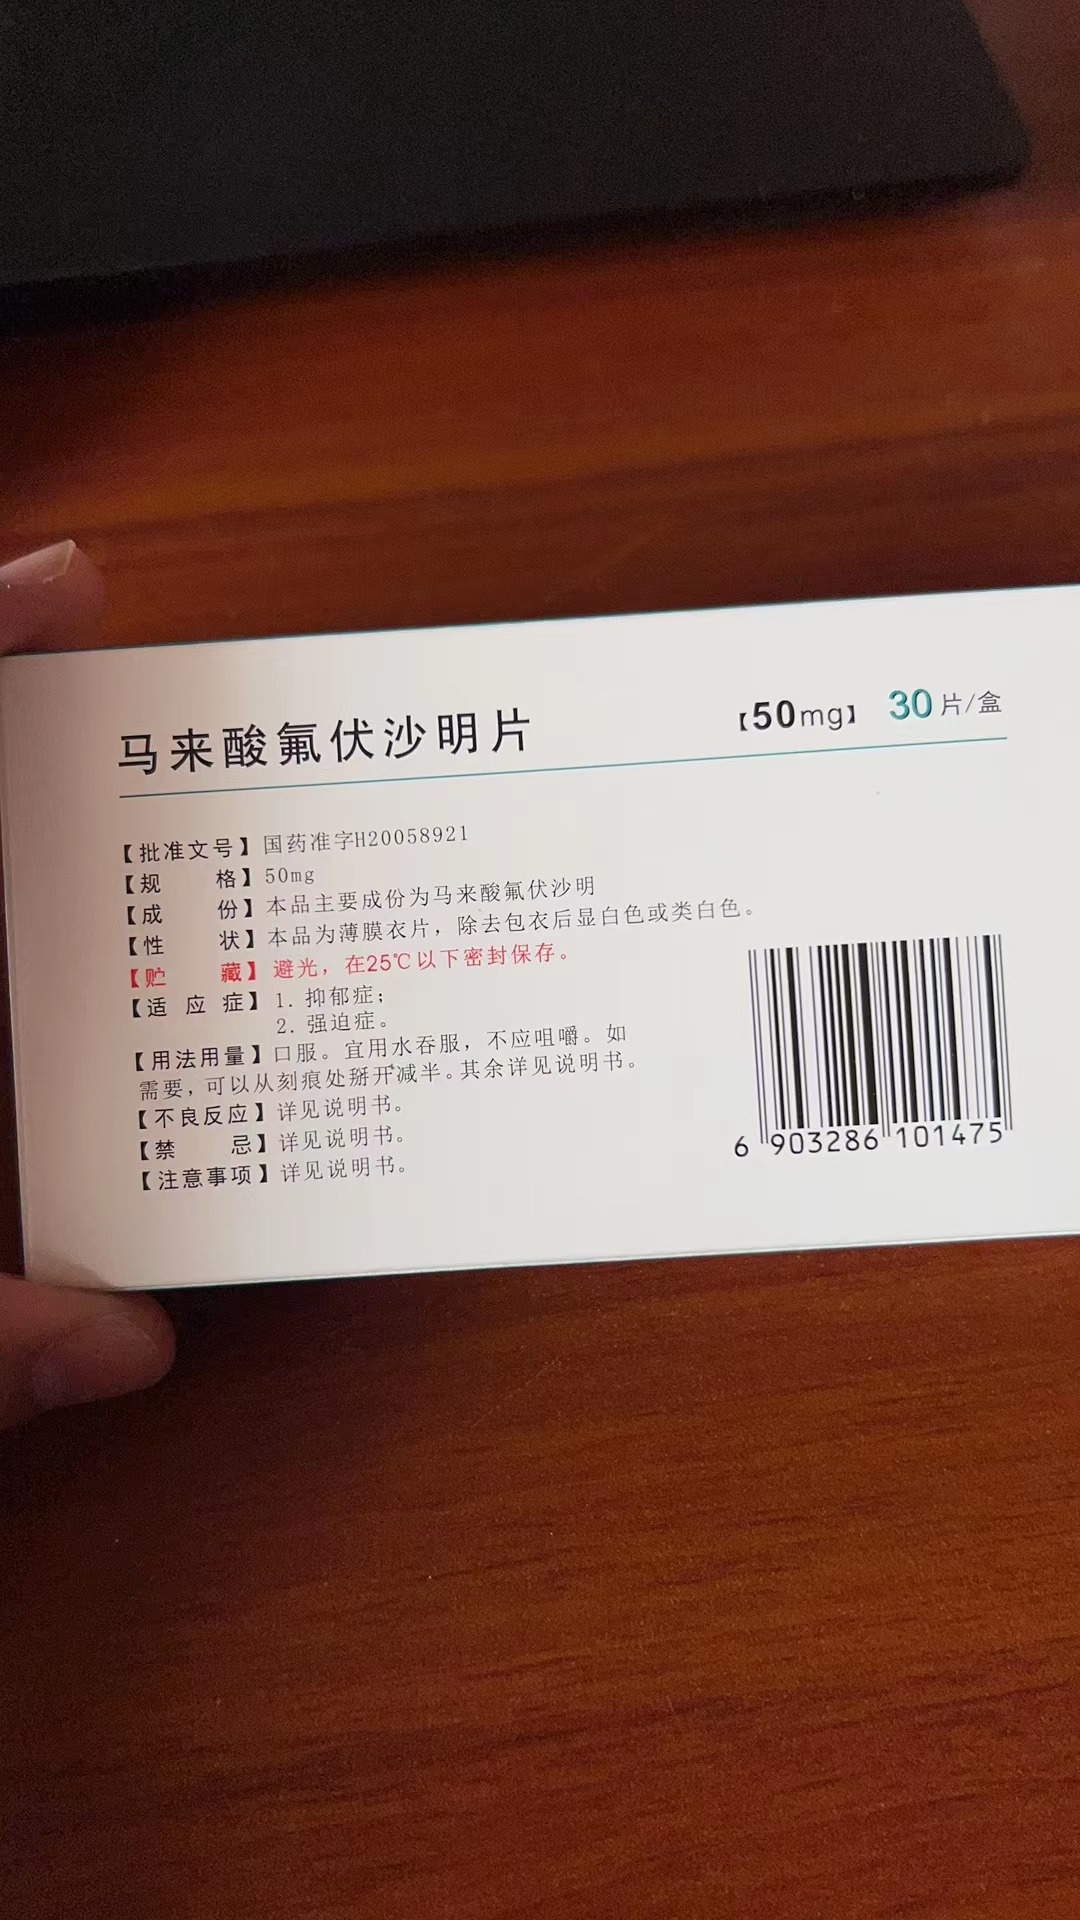 马来酸氟伏沙明片 【50mg】 30片/盒
【批准文号】国药准字H20058921
【规 格】50mg
【成 份】本品主要成份为马来酸氟伏沙明
【性 状】本品为薄膜衣片，除去包衣后显白色或类白色。
【贮 藏】避光，在25℃以下密封保存。
【适 应 症】1. 抑郁症；
2. 强迫症。
【用法用量】口服。宜用水吞服，不应咀嚼。如
需要，可以从刻痕处掰开减半。其余详见说明书。
【不良反应】详见说明书。
【禁 忌】详见说明书。
【注意事项】详见说明书。
6 903286 101475